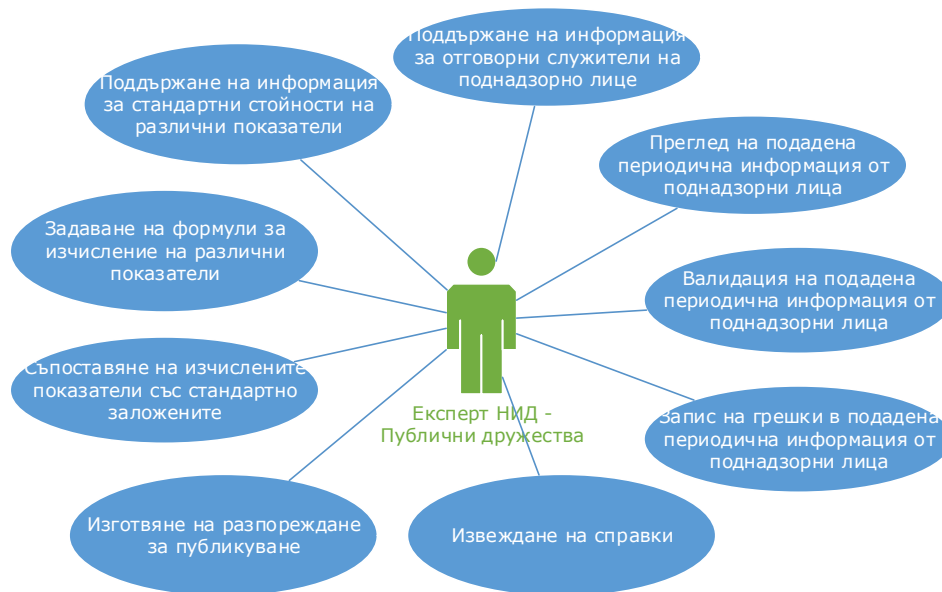 Поддържане на информация
за отговорни служители на
поднадзорно лице
Поддържане на информация
за стандартни стойности на
различни показатели
Преглед на подадена
периодична информация от
поднадзорни лица
Задаване на формули за
изчисление на различни
показатели
Валидация на подадена
периодична информация от
поднадзорни лица
Съпоставяне на изчислените
показатели със стандартно
заложените
Запис на грешки в подадена
периодична информация от
поднадзорни лица
Експерт НИД -
Публични дружества
Изготвяне на разпореждане
за публикуване
Извеждане на справки